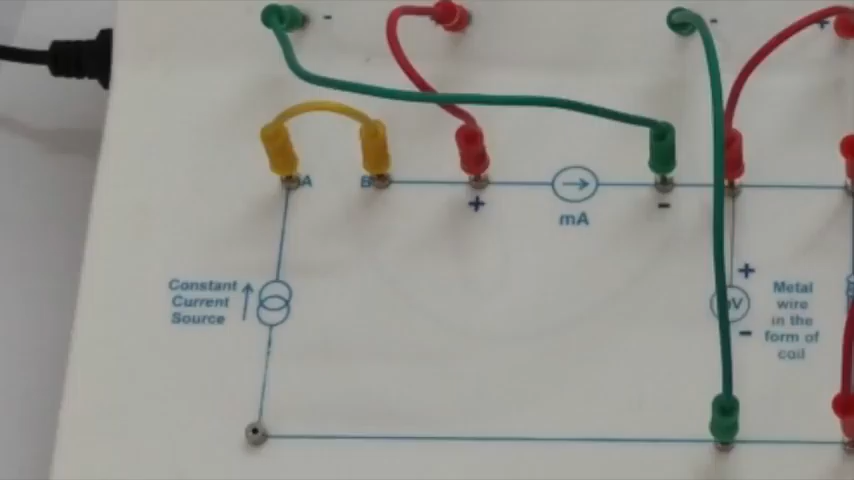 -
-
+
A
B
+
mA
-
Constant
Current
Source
+
V
-
Metal
wire
in the
form of
coil